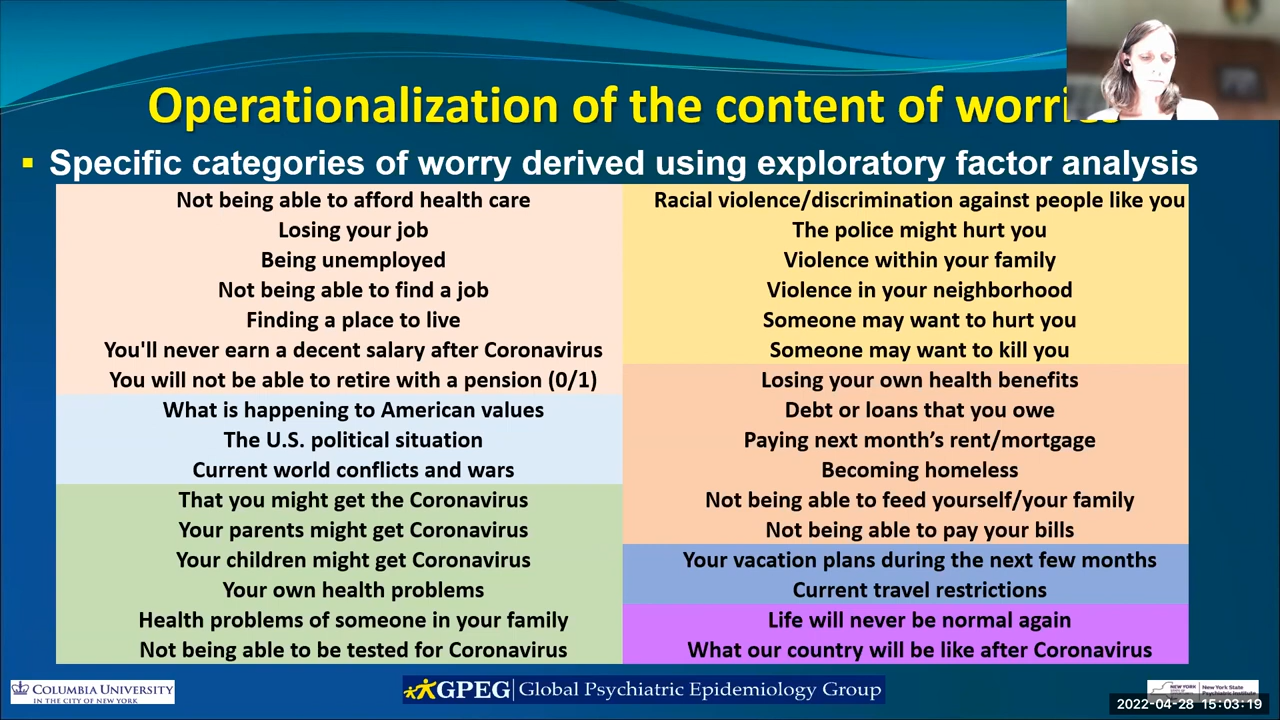 Operationalization of the content of worries
▪ Specific categories of worry derived using exploratory factor analysis
Not being able to afford health care
Losing your job
Being unemployed
Not being able to find a job
Finding a place to live
You'll never earn a decent salary after Coronavirus
You will not be able to retire with a pension (0/1)
What is happening to American values
The U.S. political situation
Current world conflicts and wars
That you might get the Coronavirus
Your parents might get Coronavirus
Your children might get Coronavirus
Your own health problems
Health problems of someone in your family
Not being able to be tested for Coronavirus
Racial violence/discrimination against people like you
The police might hurt you
Violence within your family
Violence in your neighborhood
Someone may want to hurt you
Someone may want to kill you
Losing your own health benefits
Debt or loans that you owe
Paying next month’s rent/mortgage
Becoming homeless
Not being able to feed yourself/your family
Not being able to pay your bills
Your vacation plans during the next few months
Current travel restrictions
Life will never be normal again
What our country will be like after Coronavirus
COLUMBIA UNIVERSITY
IN THE CITY OF NEW YORK
GPEG Global Psychiatric Epidemiology Group
New York State
Psychiatric Institute
2022-04-28 15:03:19